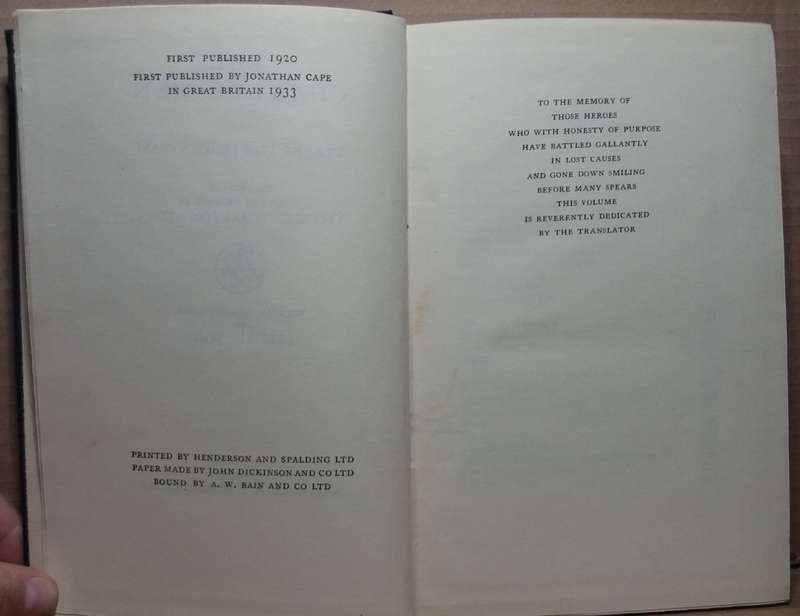 FIRST PUBLISHED 1920
FIRST PUBLISHED BY JONATHAN CAPE
IN GREAT BRITAIN 1933
PRINTED BY HENDERSON AND SPALDING LTD
PAPER MADE BY JOHN DICKINSON AND CO LTD
BOUND BY A. W. BAIN AND CO LTD
TO THE MEMORY OF
THOSE HEROES
WHO WITH HONESTY OF PURPOSE
HAVE BATTLED GALLANTLY
IN LOST CAUSES
AND GONE DOWN SMILING
BEFORE MANY SPEARS
THIS VOLUME
IS REVERENTLY DEDICATED
BY THE TRANSLATOR